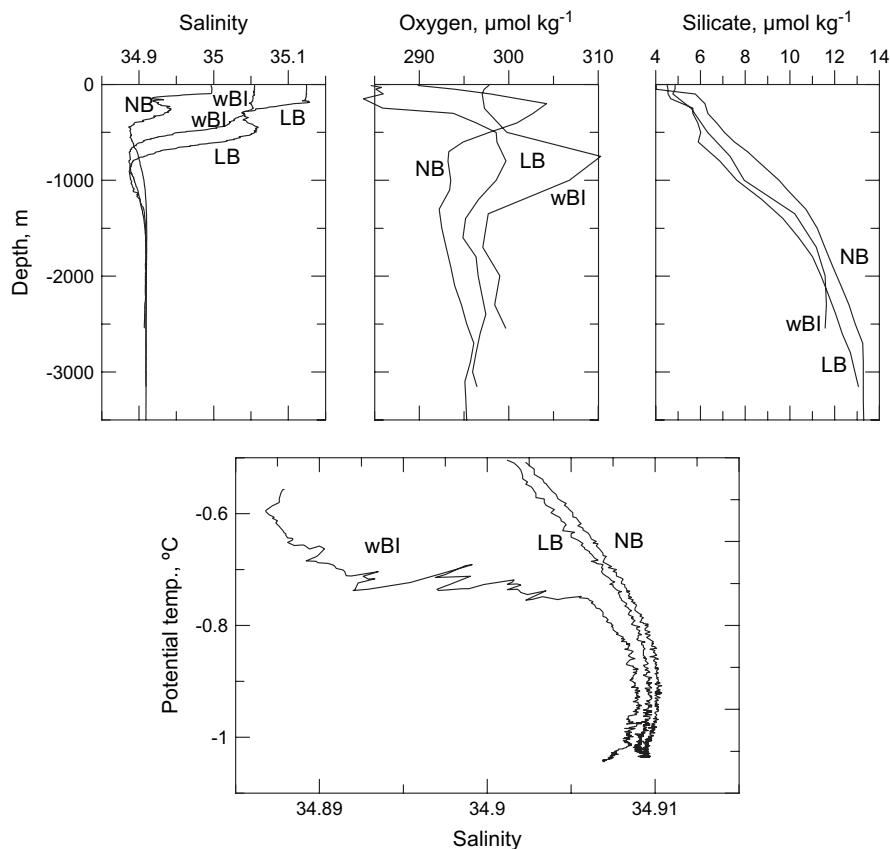 Salinity
34.9 35 35.1
Oxygen, µmol kg-1
290 300 310
Silicate, µmol kg-1
4 6 8 10 12 14
0
-1000
-2000
-3000
Depth, m
NB
wBI
wBI
LB
LB
NB
LB
wBI
NB
wBI
LB
-0.6
-0.8
-1
Potential temp., ºC
wBI
LB
NB
34.89 34.9 34.91
Salinity